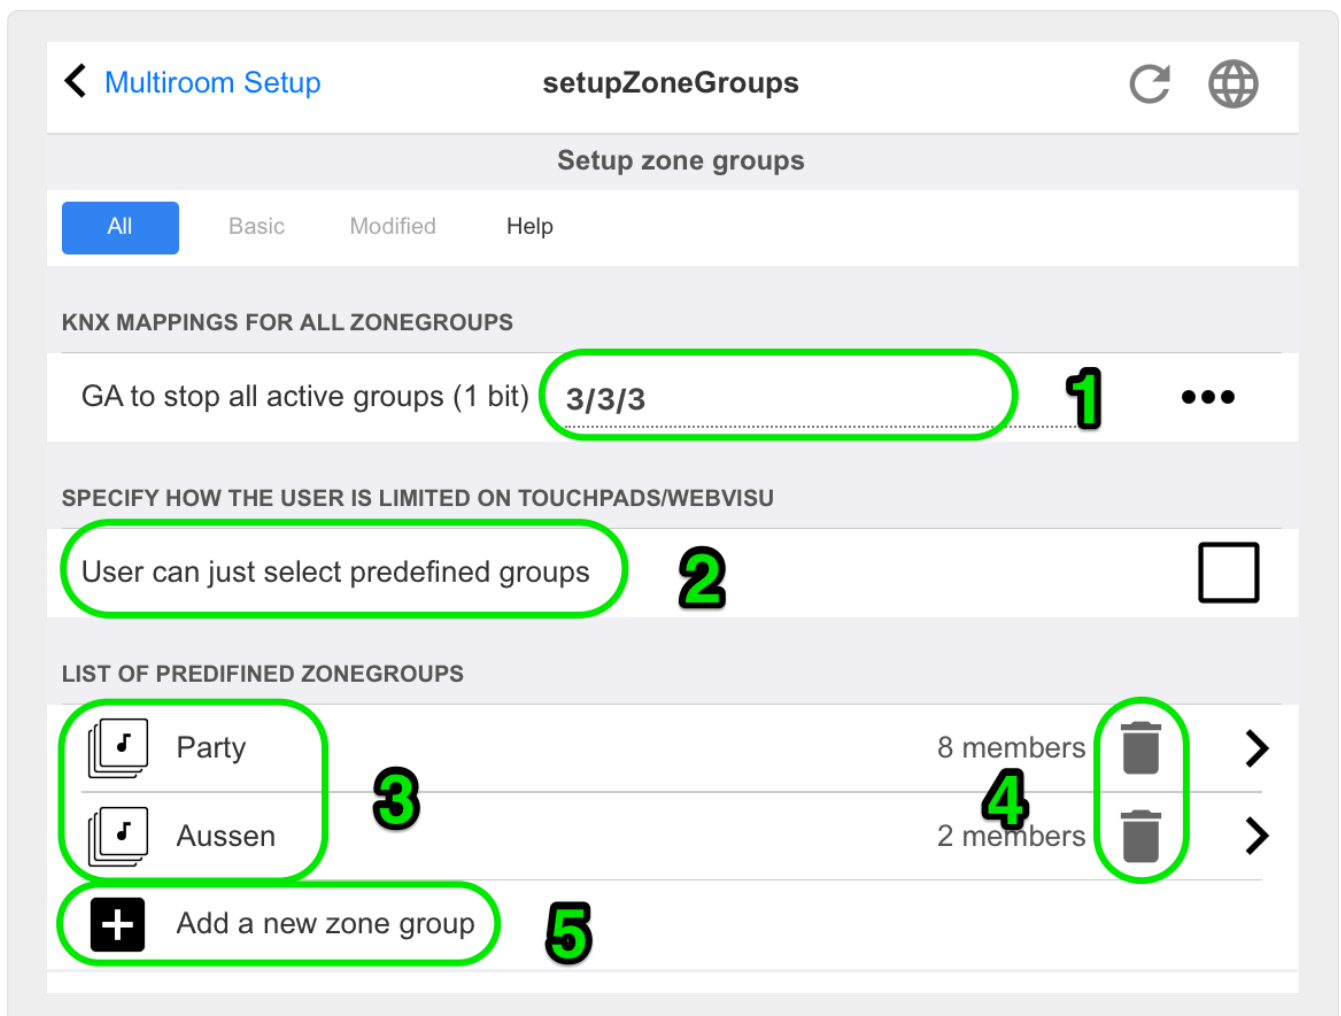 Multiroom Setup setupZoneGroups
Setup zone groups
All Basic Modified Help
KNX MAPPINGS FOR ALL ZONEGROUPS
GA to stop all active groups (1 bit) 3/3/3 1
SPECIFY HOW THE USER IS LIMITED ON TOUCHPADS/WEBVISU
User can just select predefined groups 2
LIST OF PREDIFINED ZONEGROUPS
Party 8 members
3 4
Aussen 2 members
Add a new zone group 5